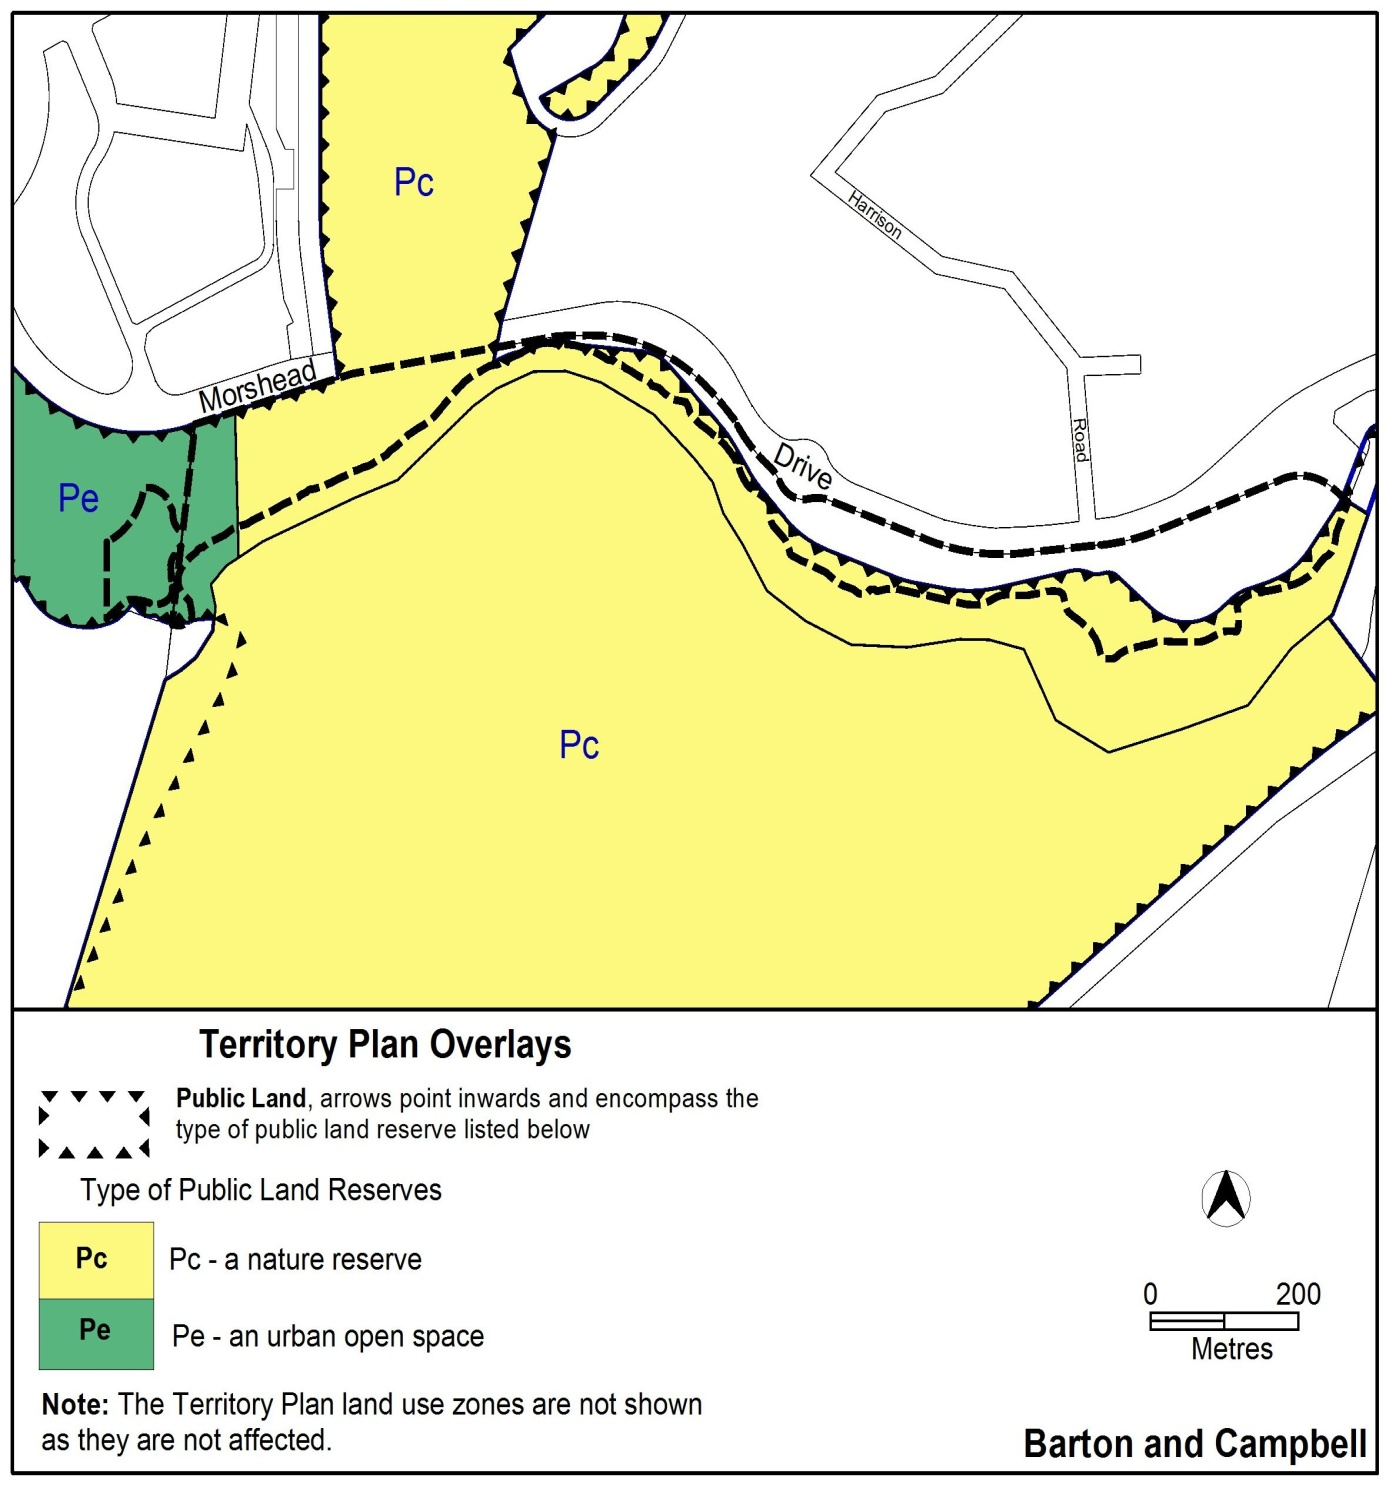 Pc
Harrison
Morshead
Road
Drive
Pe
Pc
Territory Plan Overlays
Public Land, arrows point inwards and encompass the
type of public land reserve listed below
Type of Public Land Reserves
Pc Pc - a nature reserve
Pe Pe - an urban open space
0 200
Metres
Note: The Territory Plan land use zones are not shown
as they are not affected.
Barton and Campbell